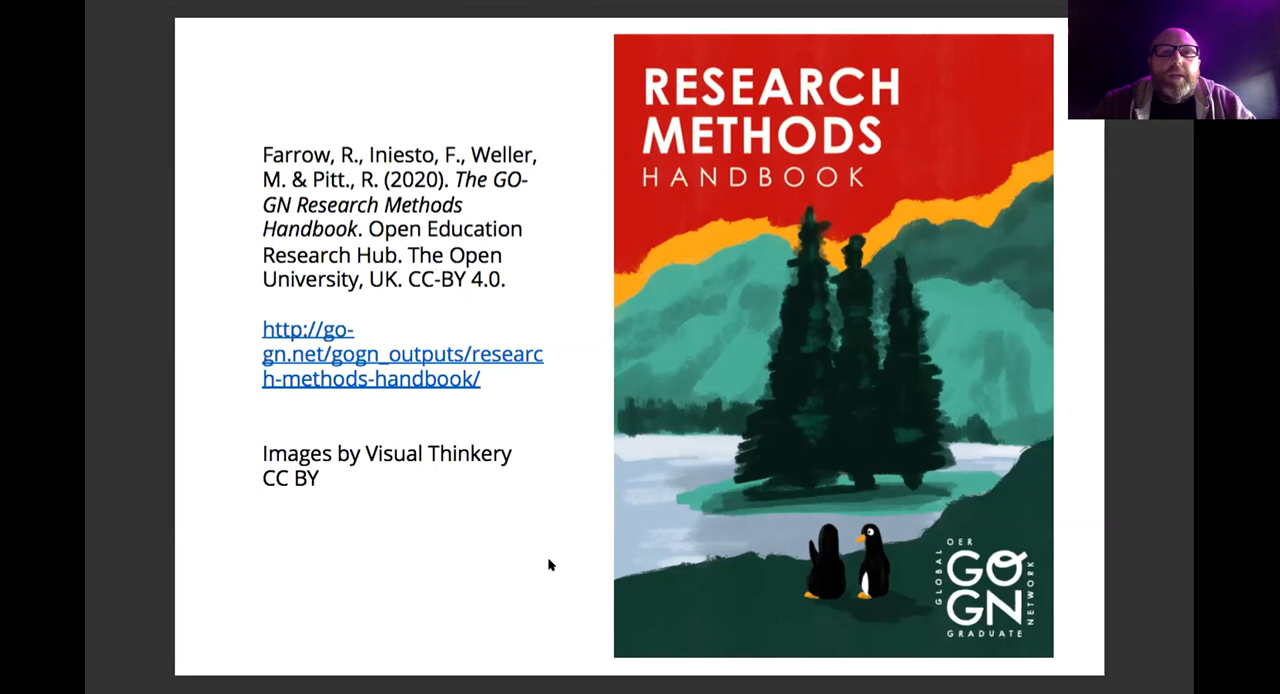 Farrow, R., Iniesto, F., Weller,
M. & Pitt., R. (2020). The GO-
GN Research Methods
Handbook. Open Education
Research Hub. The Open
University, UK. CC-BY 4.0.
http://go-
gn.net/gogn_outputs/researc
h-methods-handbook/
Images by Visual Thinkery
CC BY
RESEARCH
METHODS
HANDBOOK
OER
GLOBAL
GO
GN
NETWORK
GRADUATE